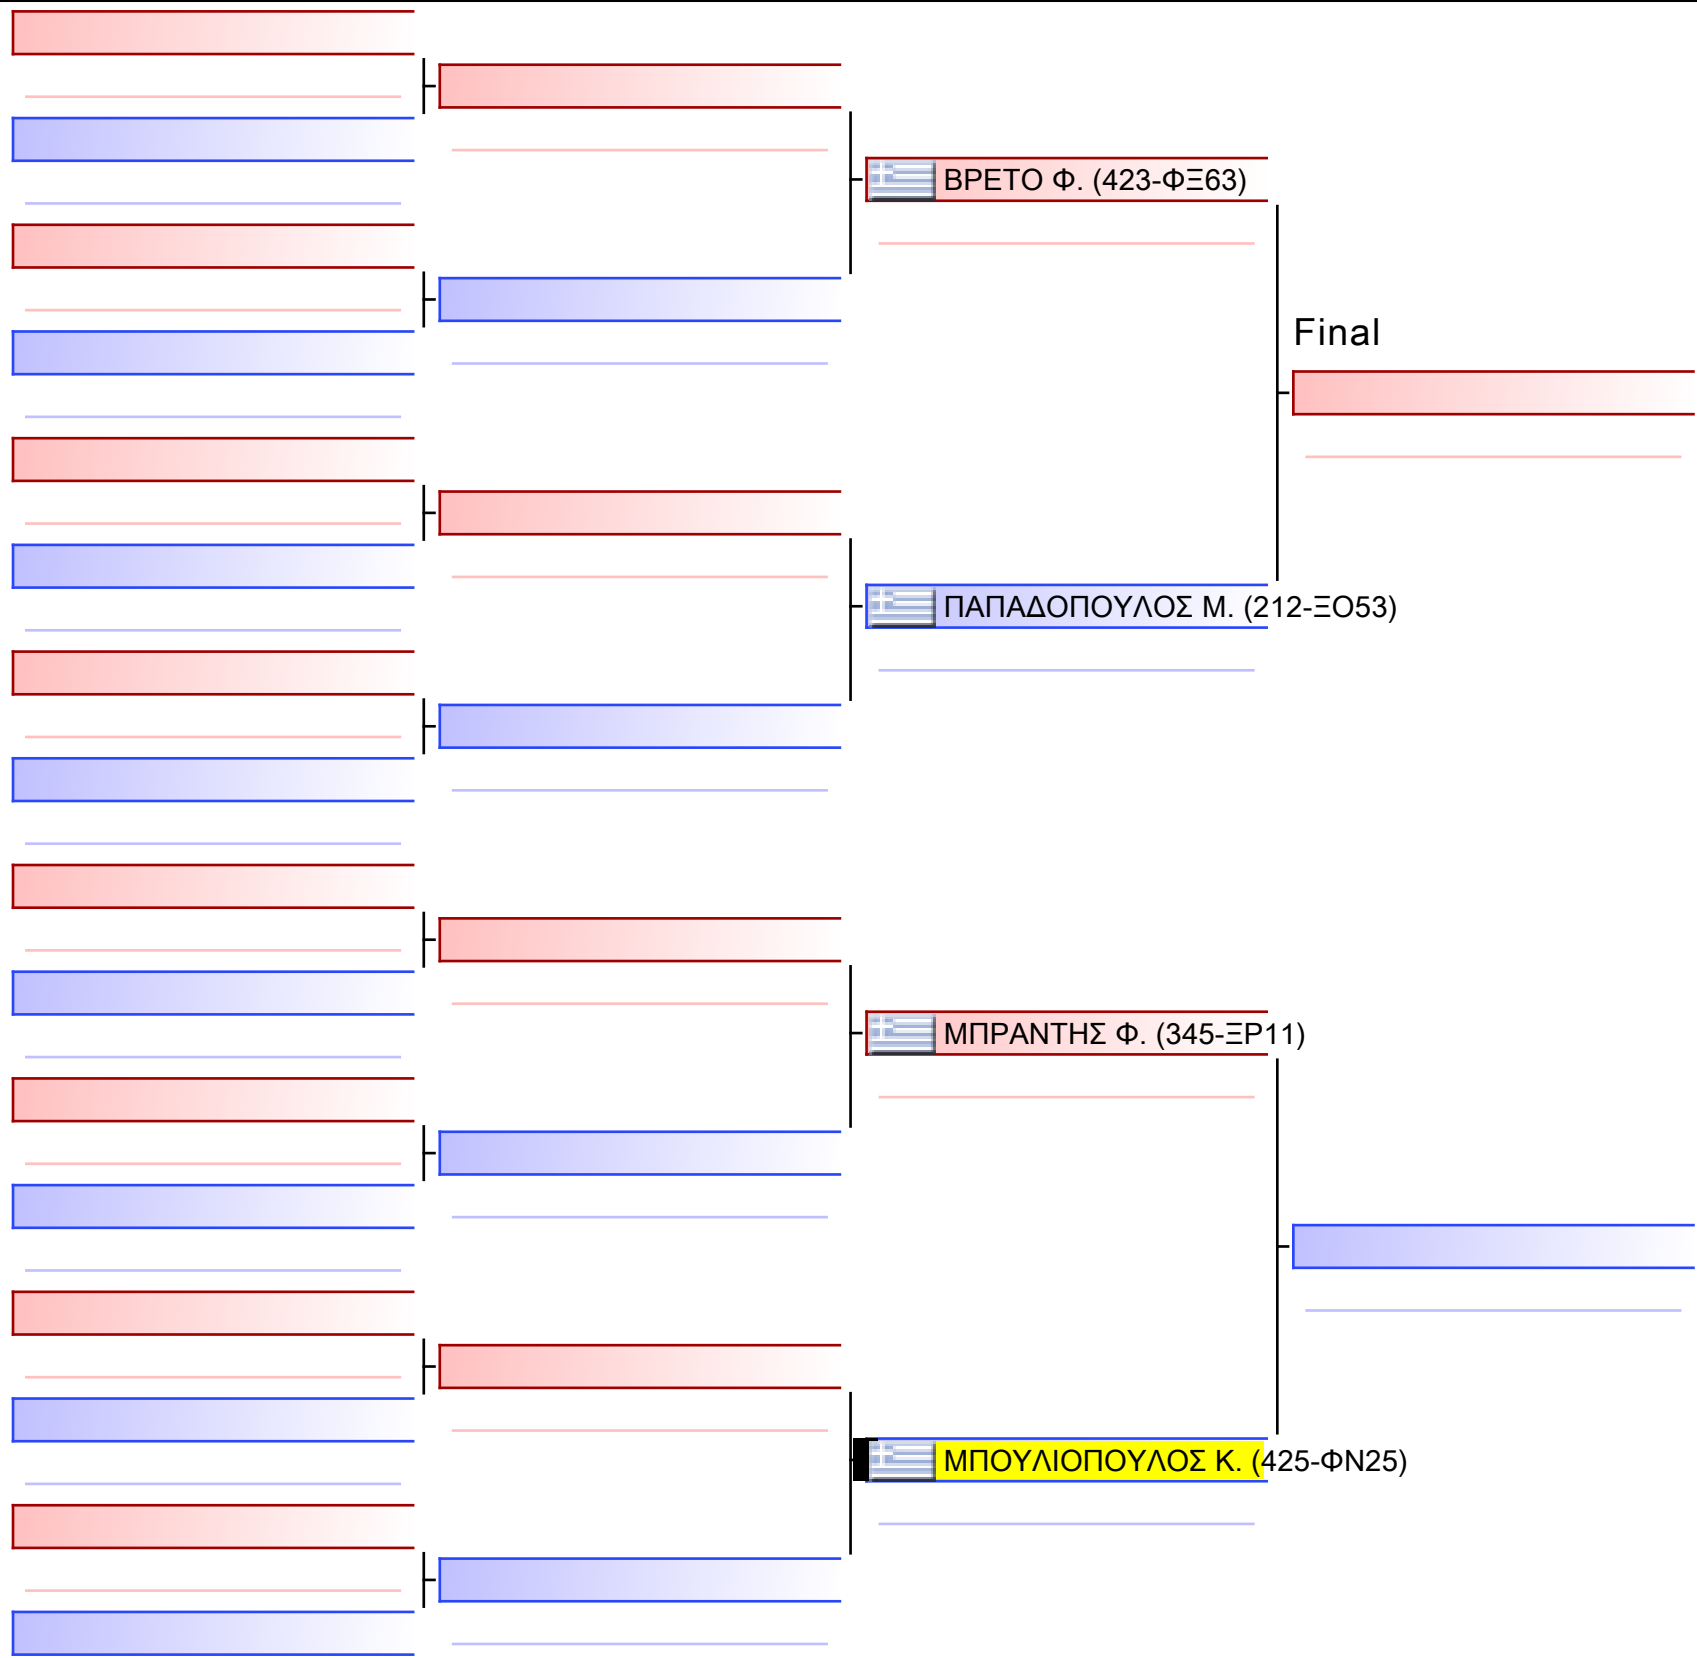 ΒΡΕΤΟ Φ. (423-ΦΞ63)
Final
ΠΑΠΑΔΟΠΟΥΛΟΣ Μ. (212-ΞΟ53)
ΜΠΡΑΝΤΗΣ Φ. (345-ΞΡ11)
ΜΠΟΥΛΙΟΠΟΥΛΟΣ Κ. (425-ΦΝ25)